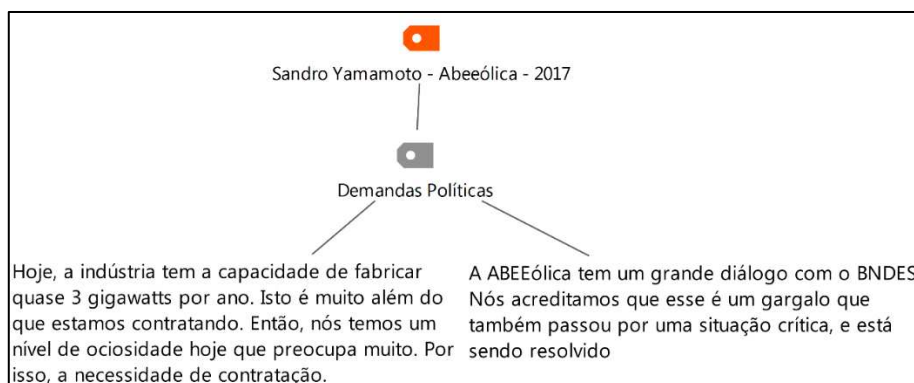 Sandro Yamamoto - Abeeólica - 2017
Demandas Políticas
Hoje, a indústria tem a capacidade de fabricar
quase 3 gigawatts por ano. Isto é muito além do
que estamos contratando. Então, nós temos um
nível de ociosidade hoje que preocupa muito. Por
isso, a necessidade de contratação.
A ABEEólica tem um grande diálogo com o BNDES
Nós acreditamos que esse é um gargalo que
também passou por uma situação crítica, e está
sendo resolvido